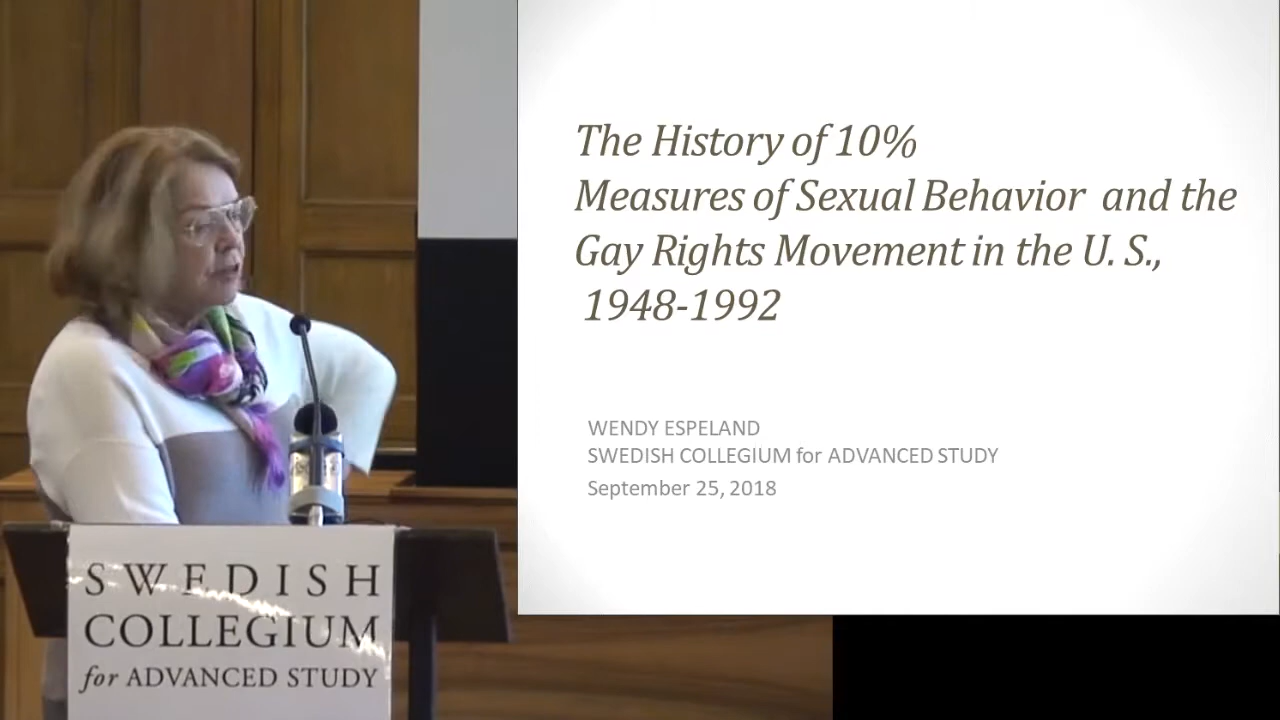 The History of 10%
Measures of Sexual Behavior and the
Gay Rights Movement in the U. S.,
1948-1992
WENDY ESPELAND
SWEDISH COLLEGIUM for ADVANCED STUDY
September 25, 2018
SWEDISH
COLLEGIUM
for ADVANCED STUDY